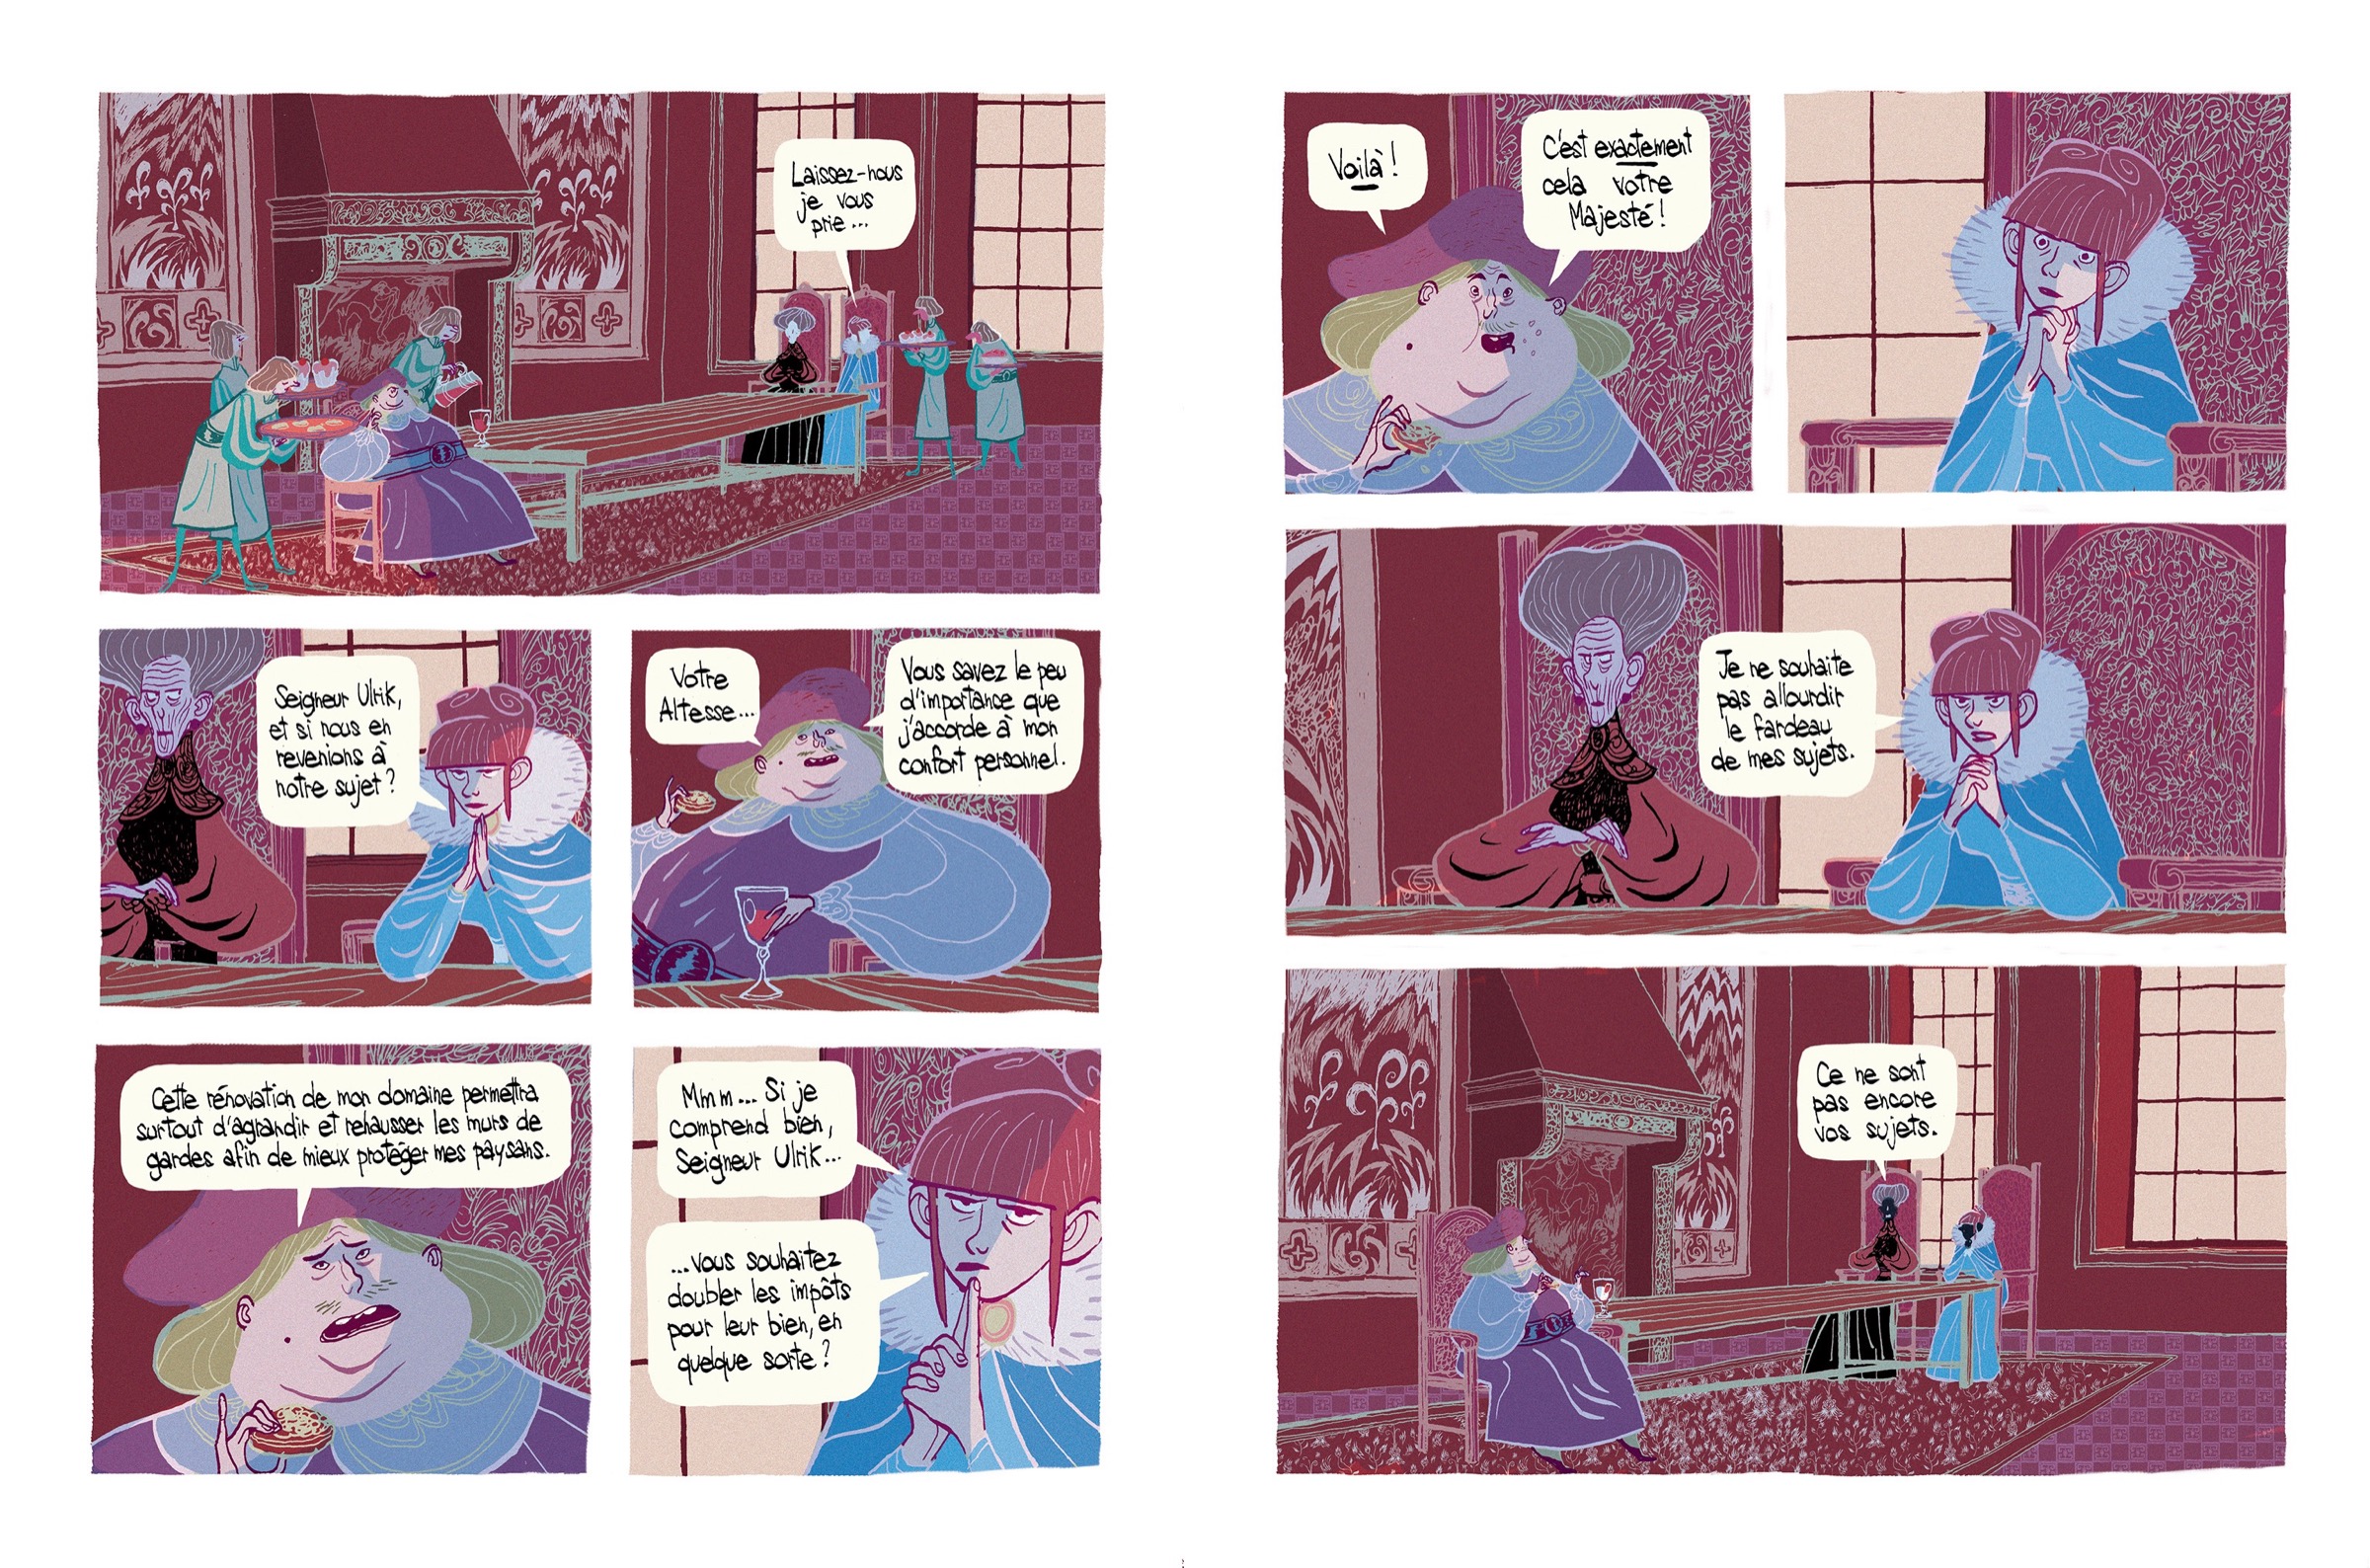 Laissez-nous
je vous
prie...
Seigneur Ulrik,
et si nous en
revenions à
notre sujet ?
Votre
Altesse...
Vous savez le peu
d'importance que
j'accorde à mon
confort personnel.
Cette rénovation de mon domaine permettra
surtout d'agrandir et rehausser les murs de
gardes afin de mieux protéger mes paysans.
Mmm... Si je
comprend bien,
Seigneur Ulrik...
...vous souhaitez
doubler les impôts
pour leur bien, en
quelque sorte ?
Voilà !
C'est exactement
cela votre
Majesté !
Je ne souhaite
pas allourdir
le fardeau
de mes sujets.
Ce ne sont
pas encore
vos sujets.